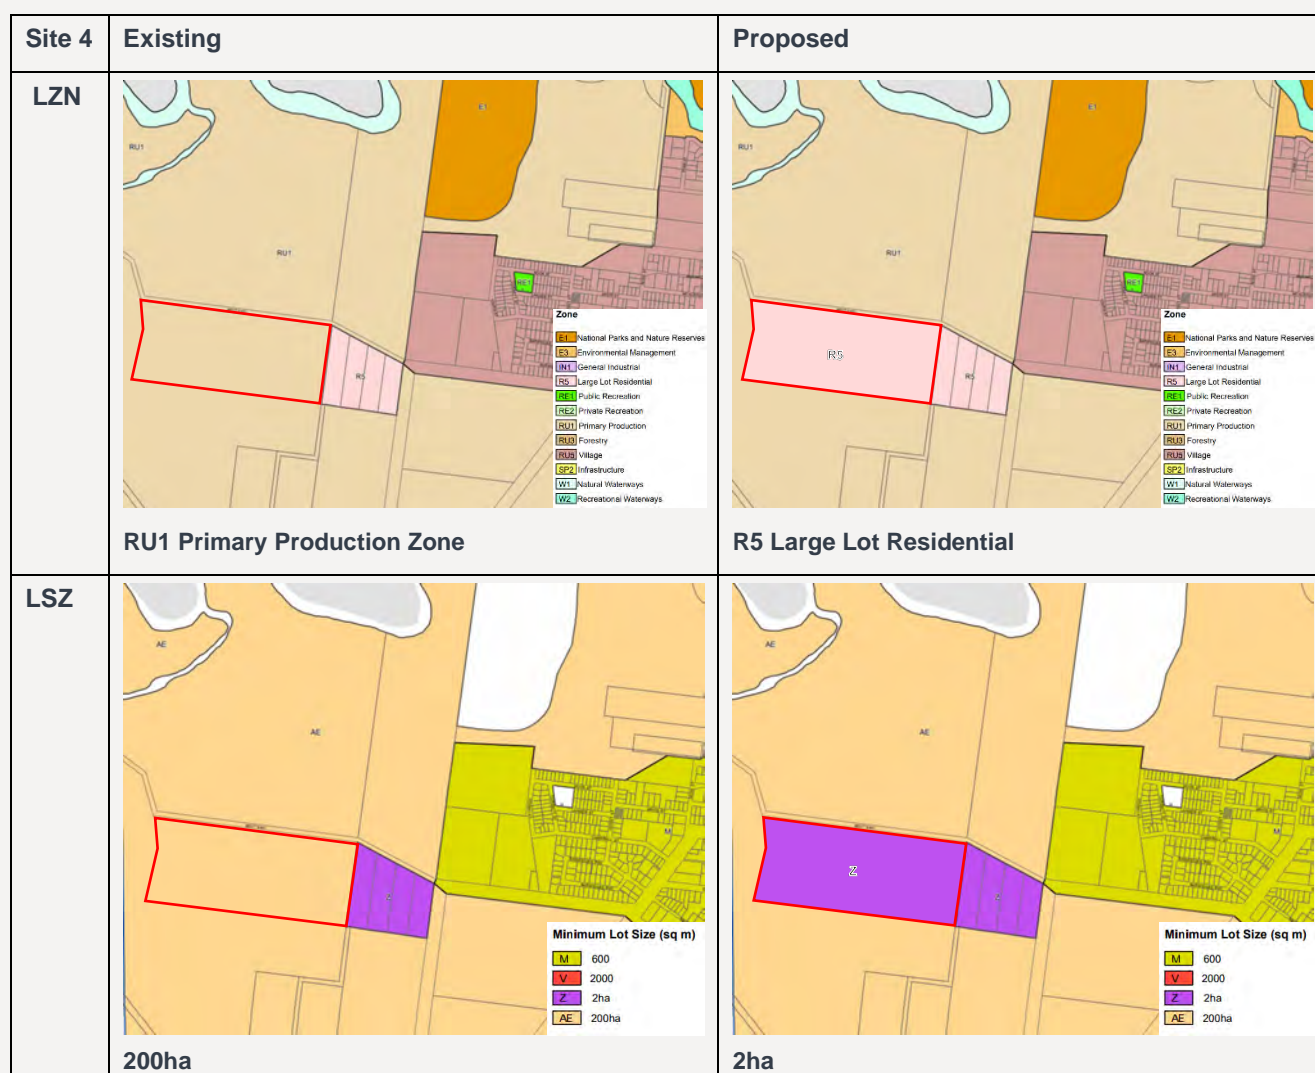 Site 4
Existing
Proposed
LZN
E1
RU1
RU1
RE1
R5
Zone
E1 National Parks and Nature Reserves
E3 Environmental Management
IN1 General Industrial
R5 Large Lot Residential
RE1 Public Recreation
RE2 Private Recreation
RU1 Primary Production
RU3 Forestry
RU5 Village
SP2 Infrastructure
W1 Natural Waterways
W2 Recreational Waterways
RU1 Primary Production Zone
E1
RU1
RU1
RE1
R5
R5
Zone
E1 National Parks and Nature Reserves
E3 Environmental Management
IN1 General Industrial
R5 Large Lot Residential
RE1 Public Recreation
RE2 Private Recreation
RU1 Primary Production
RU3 Forestry
RU5 Village
SP2 Infrastructure
W1 Natural Waterways
W2 Recreational Waterways
R5 Large Lot Residential
LSZ
AE
AE
M
Z
Minimum Lot Size (sq m)
M 600
V 2000
Z 2ha
AE 200ha
200ha
AE
AE
M
Z
Z
Minimum Lot Size (sq m)
M 600
V 2000
Z 2ha
AE 200ha
2ha